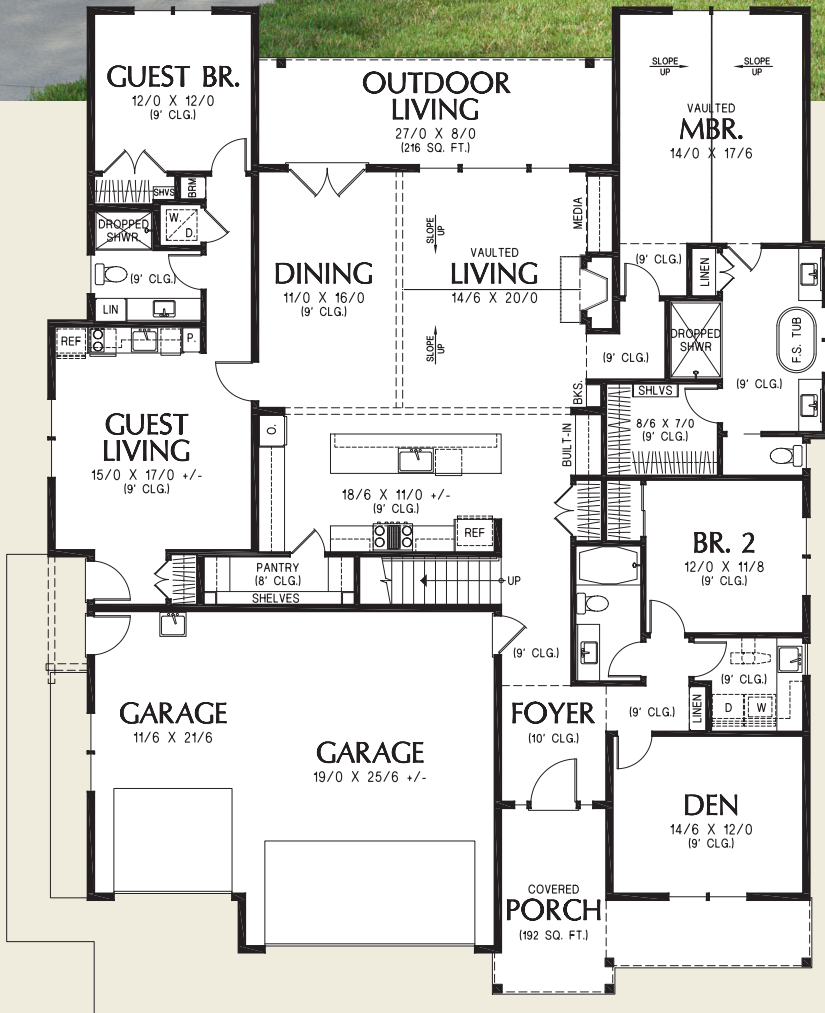 GUEST BR.
12/0 X 12/0
(9' CLG.)
OUTDOOR
LIVING
27/0 X 8/0
(216 SQ. FT.)
SLOPE
UP
SLOPE
UP
VAULTED
MBR.
14/0 X 17/6
SHVS
BRM
W.
D.
DROPPED
SHWR
(9' CLG.)
LIN
DINING
11/0 X 16/0
(9' CLG.)
SLOPE
UP
SLOPE
UP
VAULTED
LIVING
14/6 X 20/0
MEDIA
(9' CLG.)
LINEN
DROPPED
SHWR
F.S. TUB
(9' CLG.)
(9' CLG.)
REF
P.
GUEST
LIVING
15/0 X 17/0 +/-
(9' CLG.)
BKS.
SHLVS
8/6 X 7/0
(9' CLG.)
O.
BUILT-IN
18/6 X 11/0 +/-
(9' CLG.)
REF
BR. 2
12/0 X 11/8
(9' CLG.)
PANTRY
(8' CLG.)
SHELVES
UP
(9' CLG.)
(9' CLG.)
D
W
LINEN
(9' CLG.)
GARAGE
11/6 X 21/6
GARAGE
19/0 X 25/6 +/-
FOYER
(10' CLG.)
DEN
14/6 X 12/0
(9' CLG.)
COVERED
PORCH
(192 SQ. FT.)